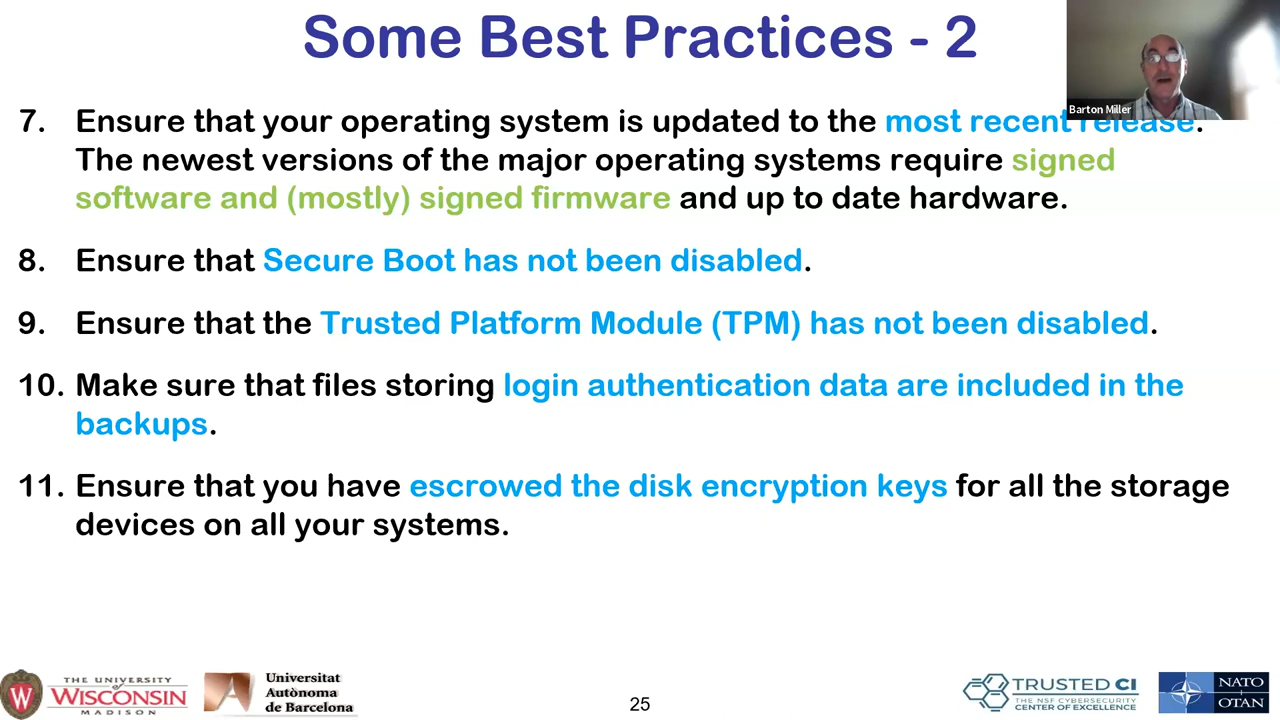 Some Best Practices - 2
Barton Miller
7. Ensure that your operating system is updated to the most recent release.
The newest versions of the major operating systems require signed
software and (mostly) signed firmware and up to date hardware.
8. Ensure that Secure Boot has not been disabled.
9. Ensure that the Trusted Platform Module (TPM) has not been disabled.
10. Make sure that files storing login authentication data are included in the
backups.
11. Ensure that you have escrowed the disk encryption keys for all the storage
devices on all your systems.
THE UNIVERSITY
of
WISCONSIN
MADISON
Universitat
Autònoma
de Barcelona
25
TRUSTED CI
THE NSF CYBERSECURITY
CENTER OF EXCELLENCE
NATO
OTAN